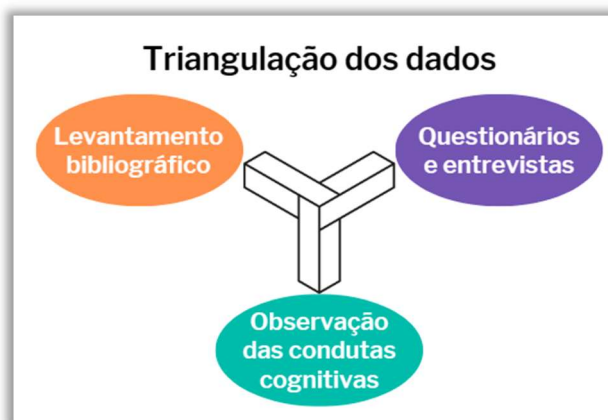 Triangulação dos dados
Levantamento
bibliográfico
Questionários
e entrevistas
Observação
das condutas
cognitivas